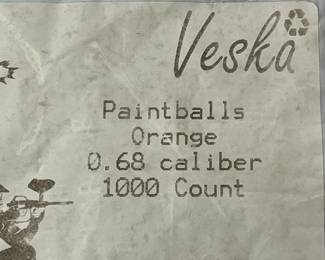 Veska
Paintballs
Orange
0.68 caliber
1000 Count